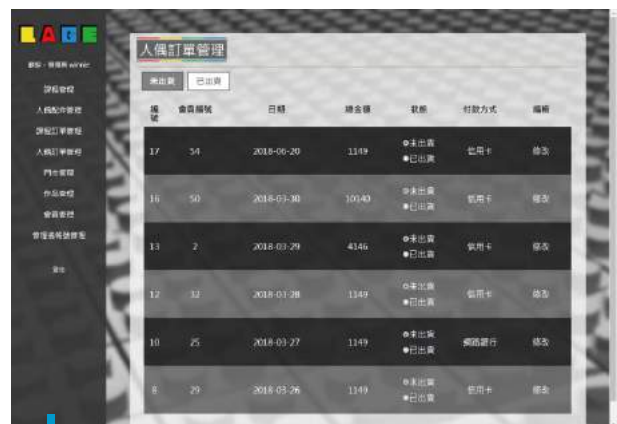 人偶訂單管理
未出貨 已出貨
課程管理
人偶配件管理
課程訂單管理
人偶訂單管理
門市管理
作品管理
會員管理
管理者帳號管理
登出
編號 會員編號 日期 總金額 狀態 付款方式 編輯
17 54 2018-06-20 1149 未出貨 信用卡 修改
已出貨
16 50 2018-03-30 10140 未出貨 信用卡 修改
已出貨
13 2 2018-03-29 4146 未出貨 信用卡 修改
已出貨
12 32 2018-03-28 1149 未出貨 信用卡 修改
已出貨
10 25 2018-03-27 1149 未出貨 網路銀行 修改
已出貨
8 29 2018-03-26 1149 未出貨 信用卡 修改
已出貨